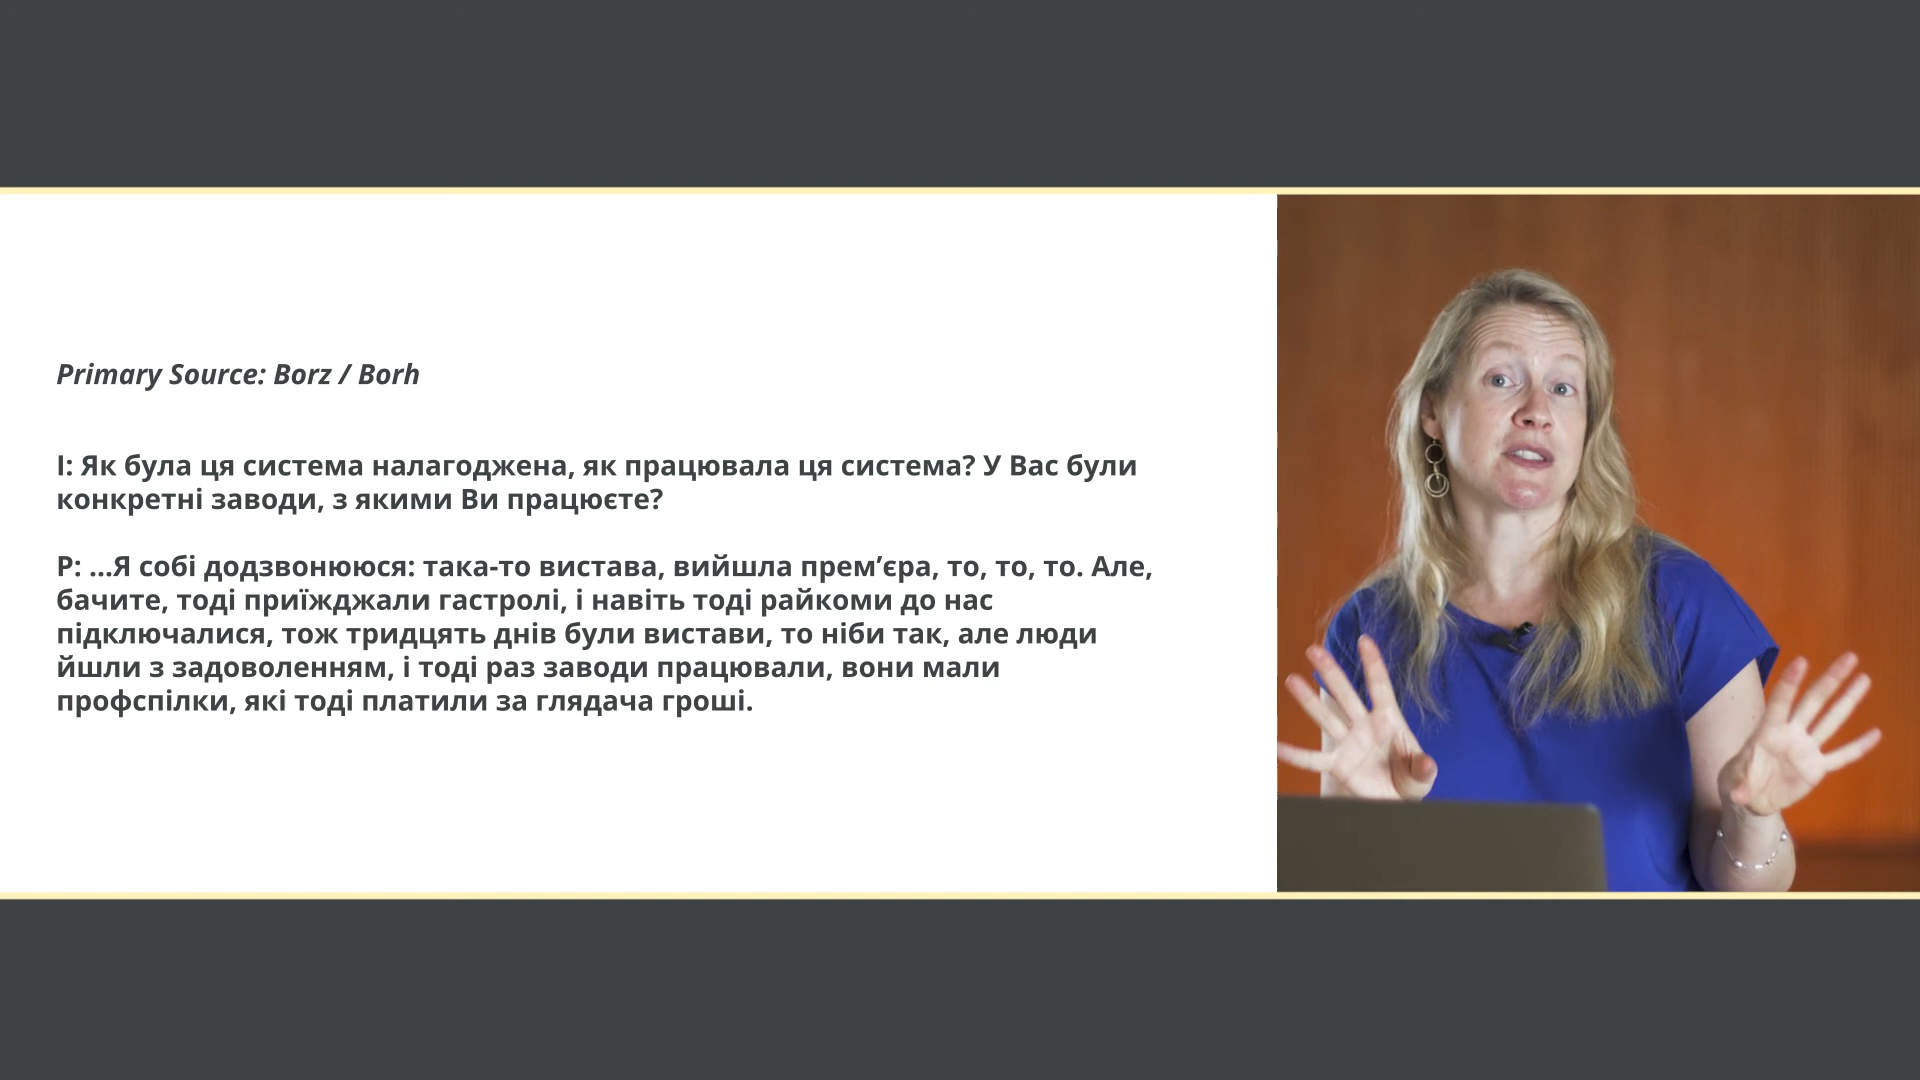 Primary Source: Borz / Borh
І: Як була ця система налагоджена, як працювала ця система? У Вас були
конкретні заводи, з якими Ви працюєте?
Р: ...Я собі додзвонююся: така-то вистава, вийшла прем’єра, то, то, то. Але,
бачите, тоді приїжджали гастролі, і навіть тоді райкоми до нас
підключалися, тож тридцять днів були вистави, то ніби так, але люди
йшли з задоволенням, і тоді раз заводи працювали, вони мали
профспілки, які тоді платили за глядача гроші.